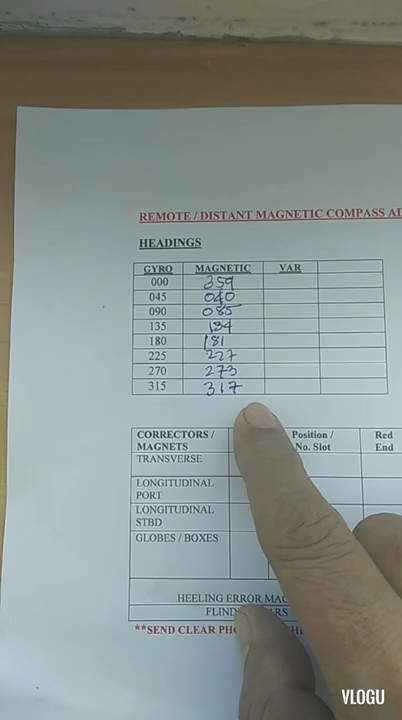 REMOTE / DISTANT MAGNETIC COMPASS AD
HEADINGS
GYRO MAGNETIC VAR
000 359
045 040
090 085
135 134
180 181
225 227
270 273
315 317
CORRECTORS / MAGNETS Position / No. Slot Red End
TRANSVERSE
LONGITUDINAL PORT
LONGITUDINAL STBD
GLOBES / BOXES
HEELING ERROR MAG
FLIND ARS
**SEND CLEAR PHO
VLOGU